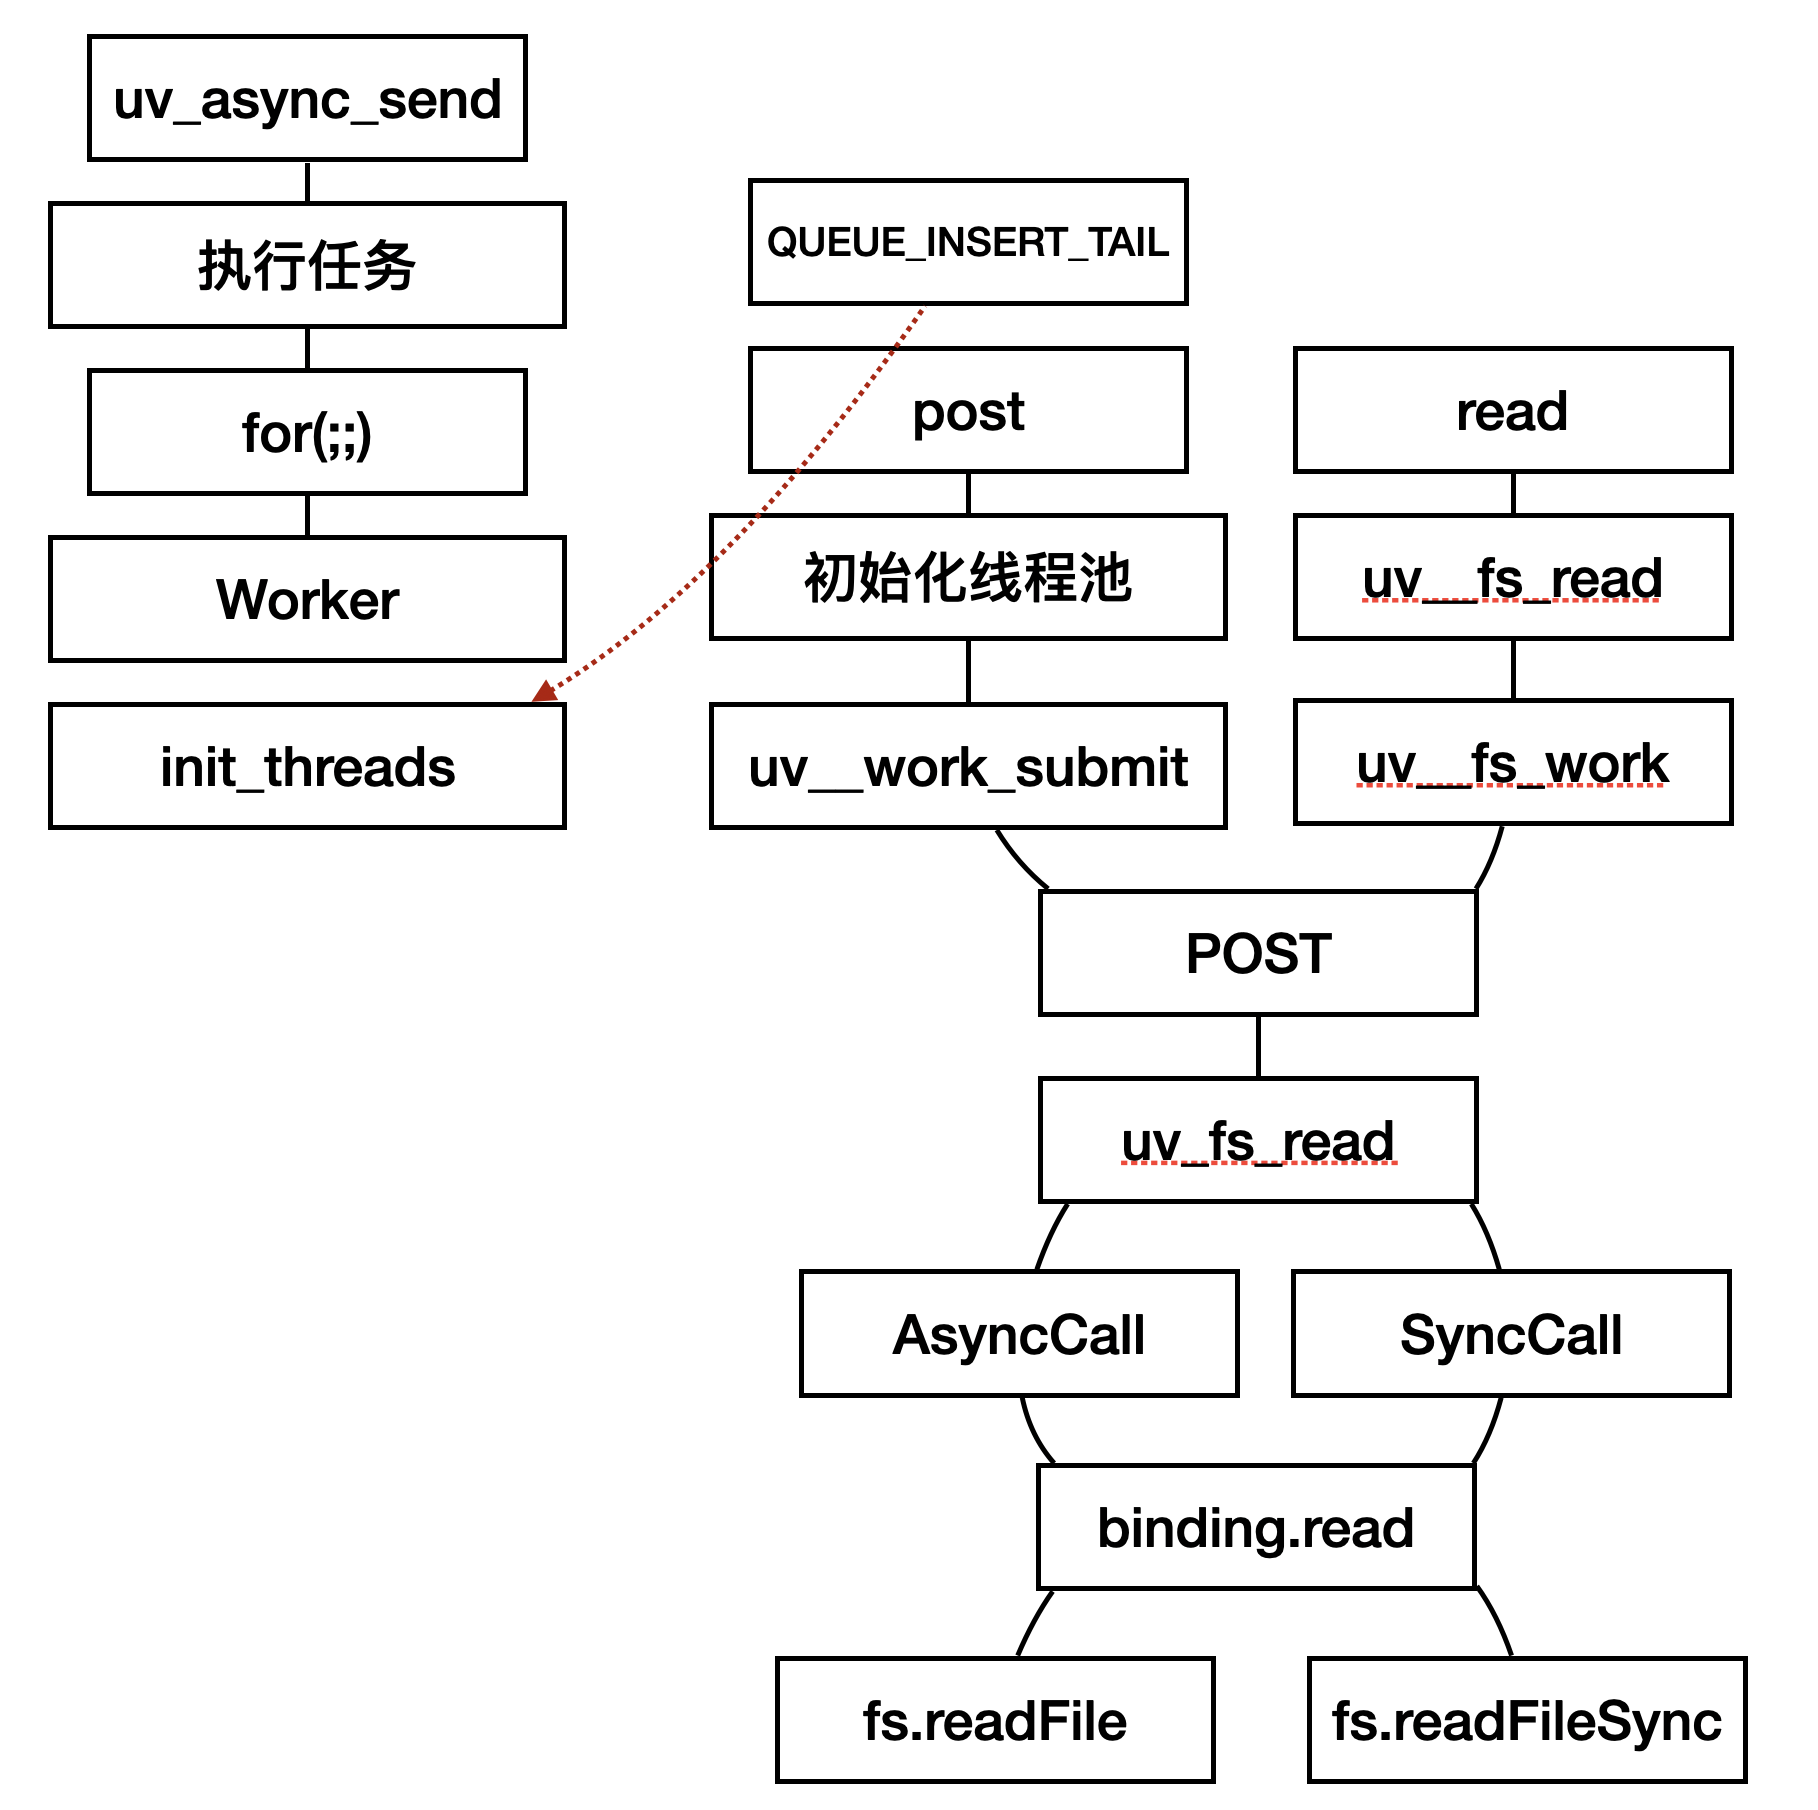 uv_async_send
执行任务
for(;;)
Worker
init_threads
QUEUE_INSERT_TAIL
post
初始化线程池
uv__work_submit
read
uv__fs_read
uv__fs_work
POST
uv_fs_read
AsyncCall
SyncCall
binding.read
fs.readFile
fs.readFileSync